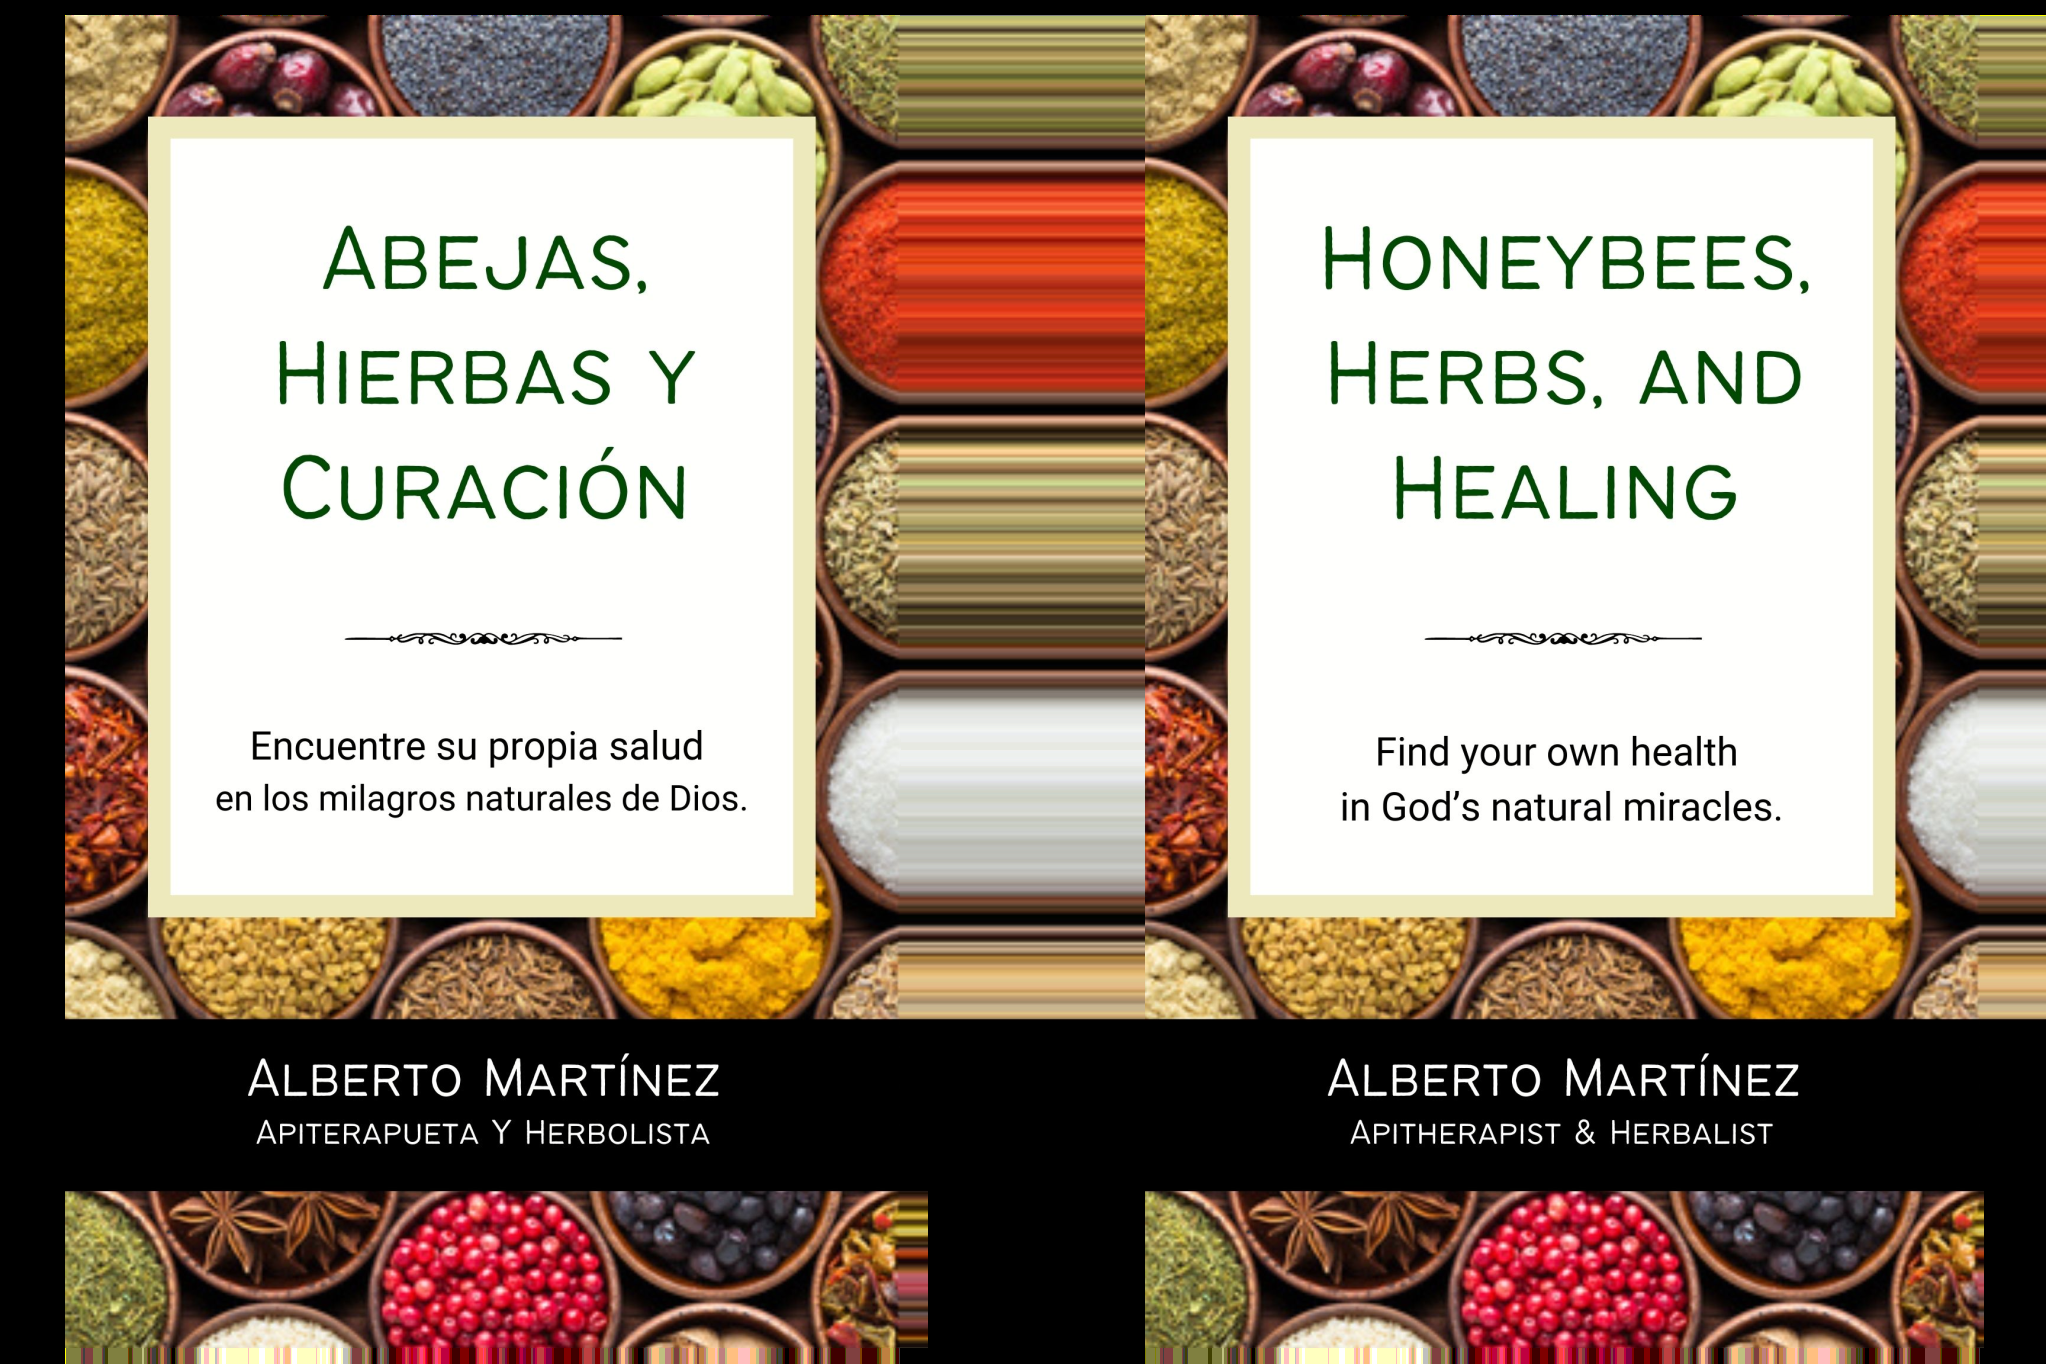 Abejas,
Hierbas y
Curación
Encuentre su propia salud
en los milagros naturales de Dios.
Alberto Martínez
Apiterapueta Y Herbolista
Honeybees,
Herbs, and
Healing
Find your own health
in God's natural miracles.
Alberto Martínez
Apitherapist & Herbalist